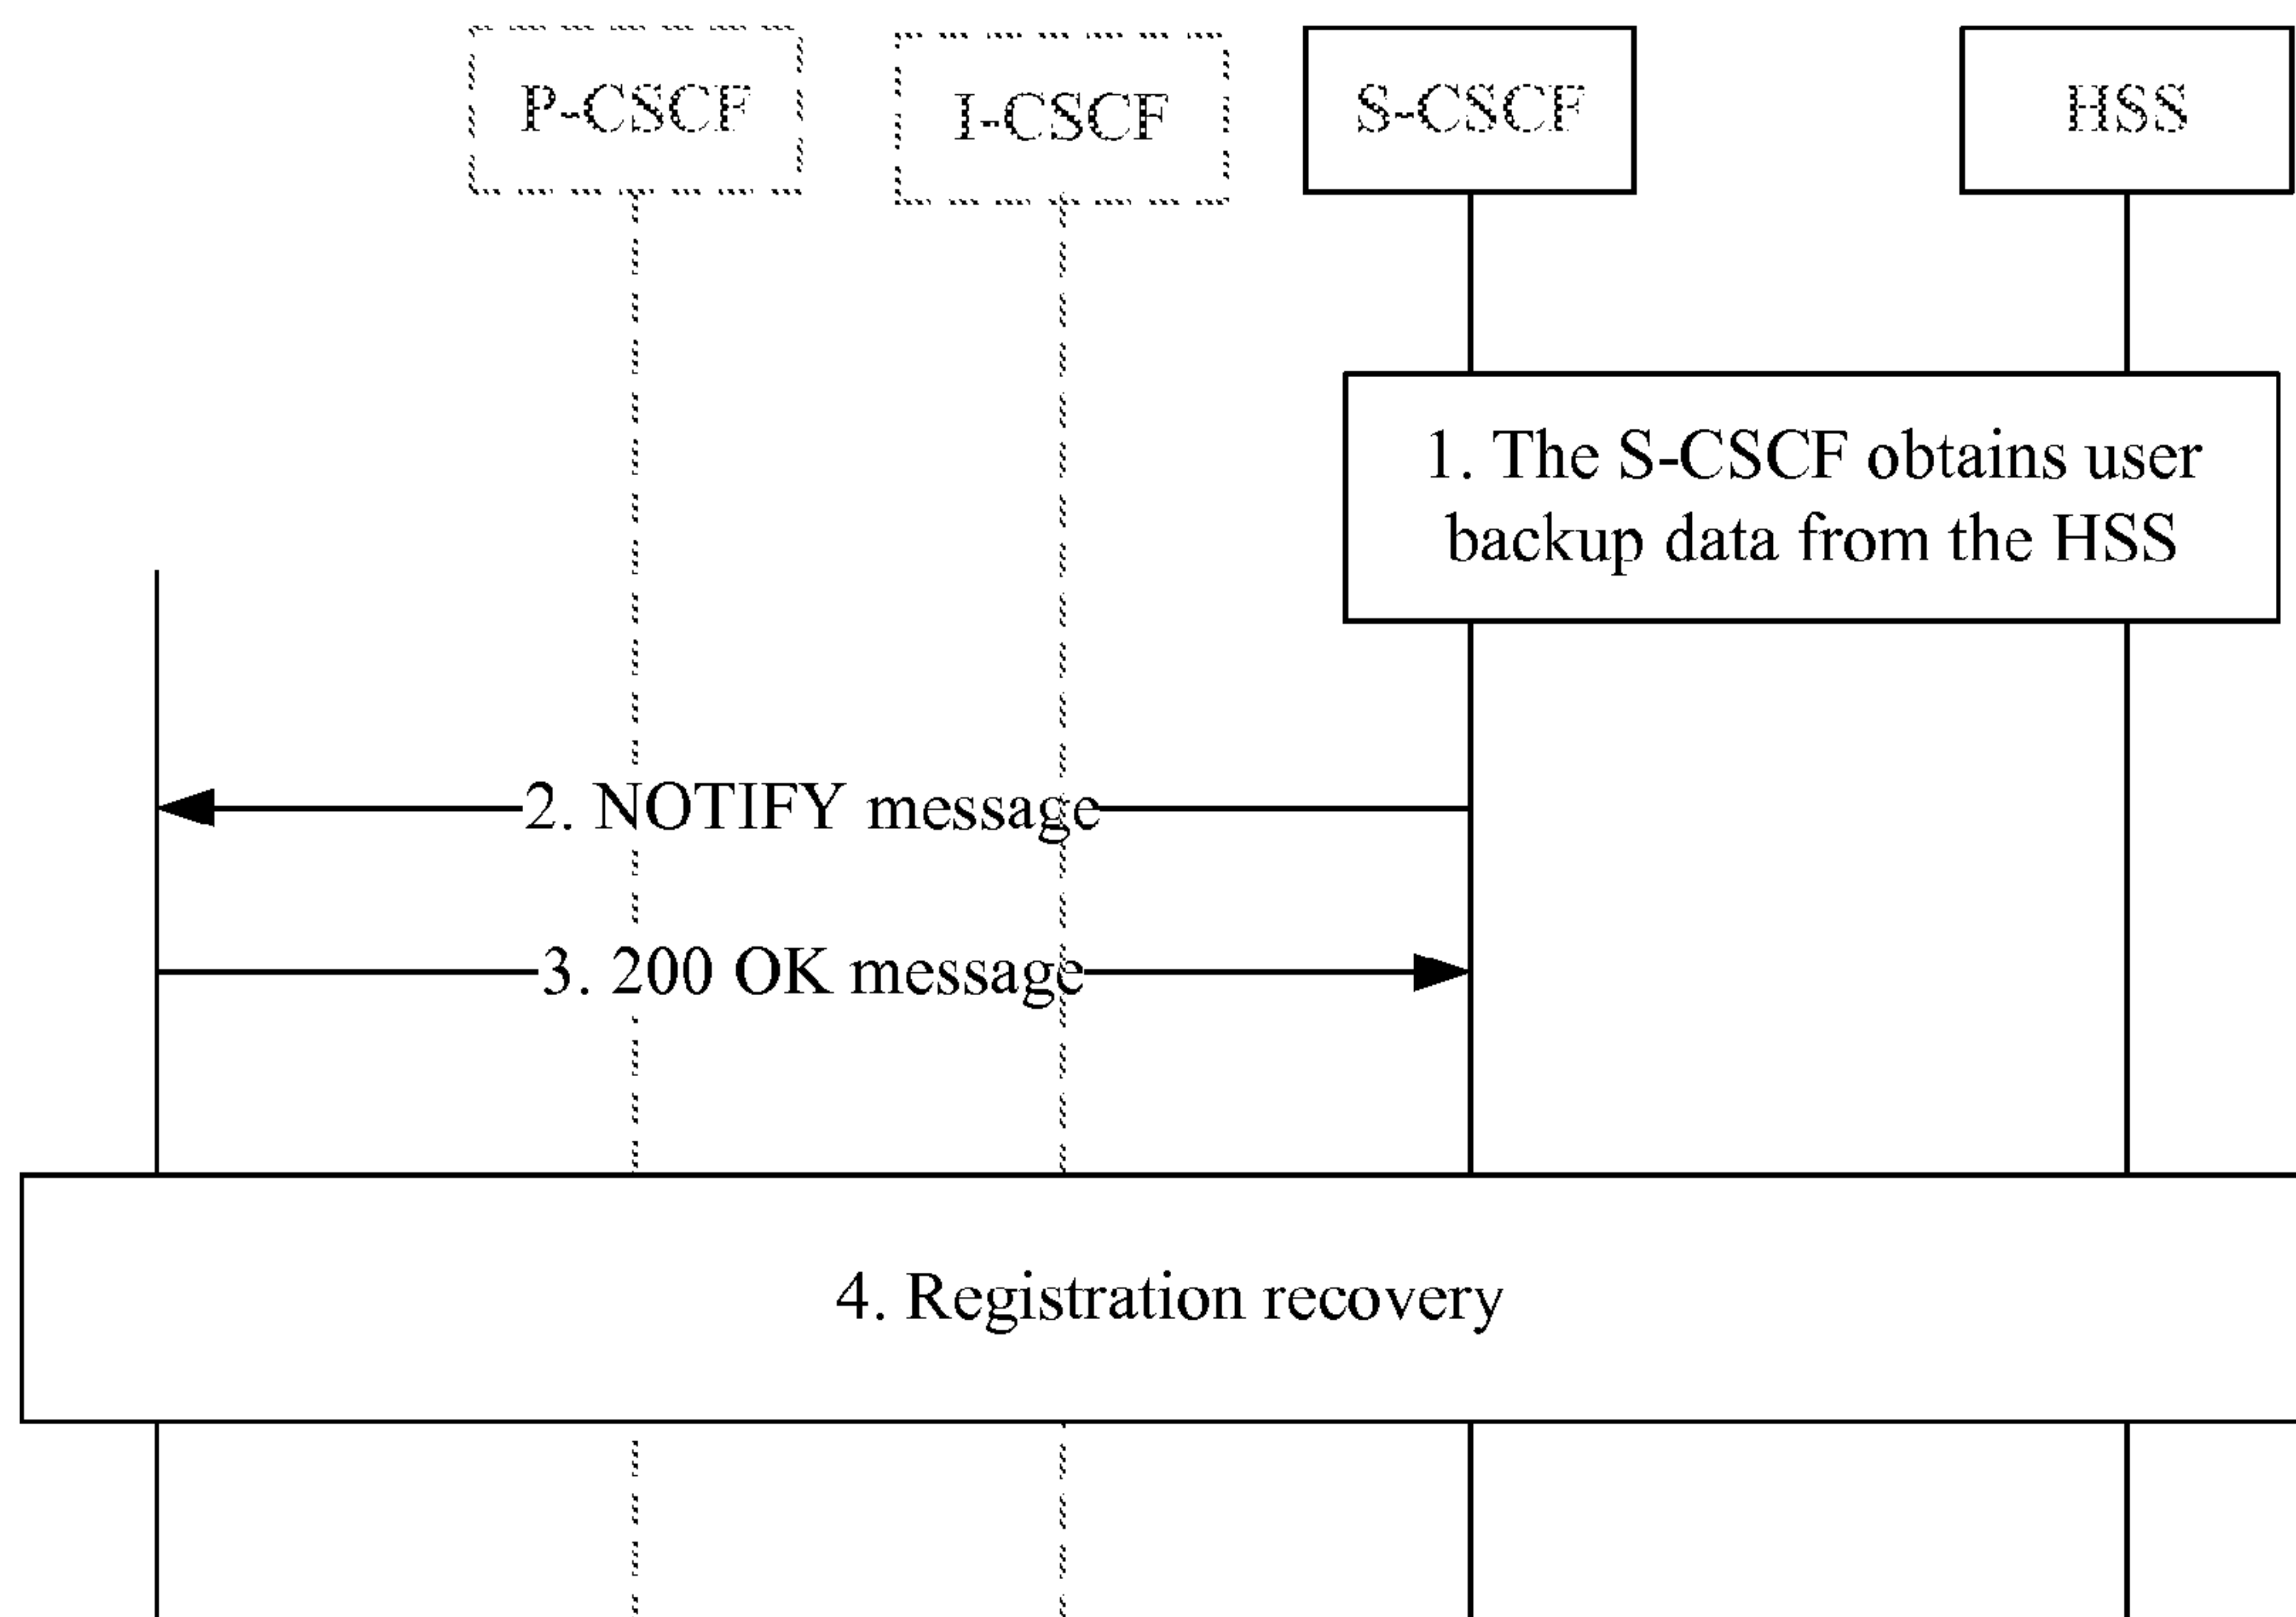 P-CSCF
I-CSCF
S-CSCF
HSS
1. The S-CSCF obtains user
backup data from the HSS
2. NOTIFY message
3. 200 OK message
4. Registration recovery